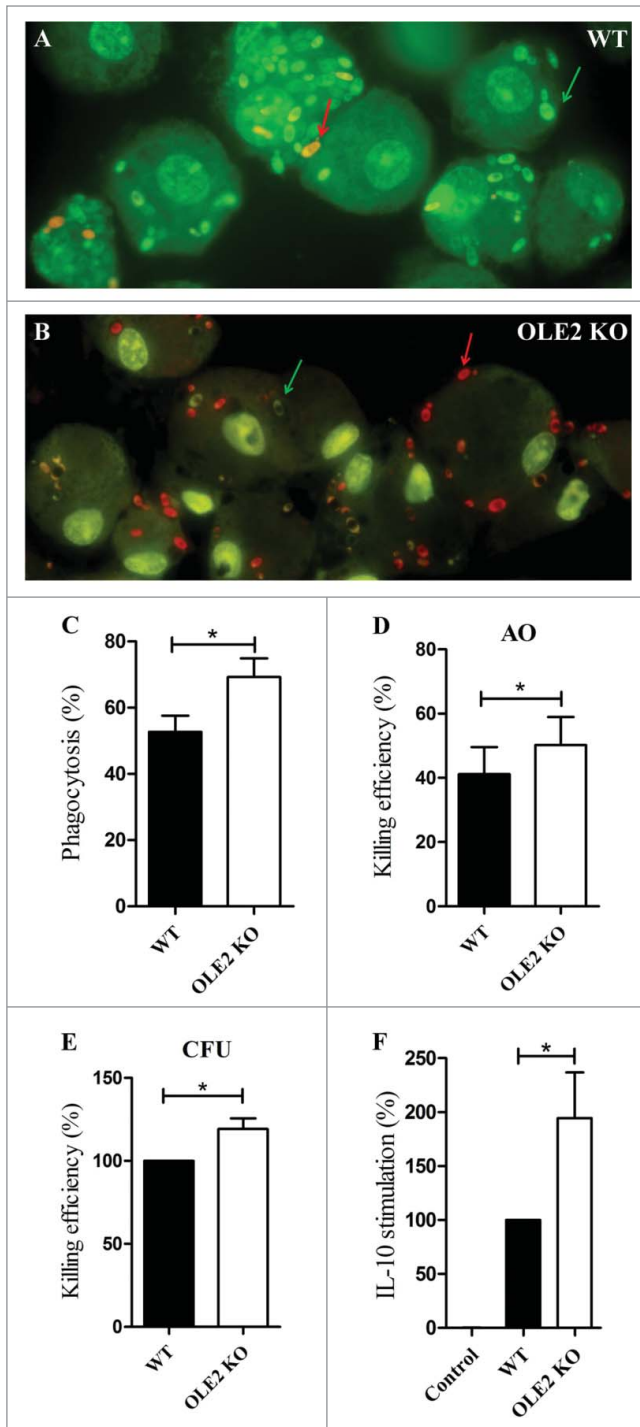 A WT
B OLE2 KO
C
*
Phagocytosis (%)
80
60
40
20
0
WT
OLE2 KO
D AO
*
Killing efficiency (%)
80
60
40
20
0
WT
OLE2 KO
E CFU
*
Killing efficiency (%)
150
100
50
0
WT
OLE2 KO
F
*
IL-10 stimulation (%)
250
200
150
100
50
0
Control
WT
OLE2 KO